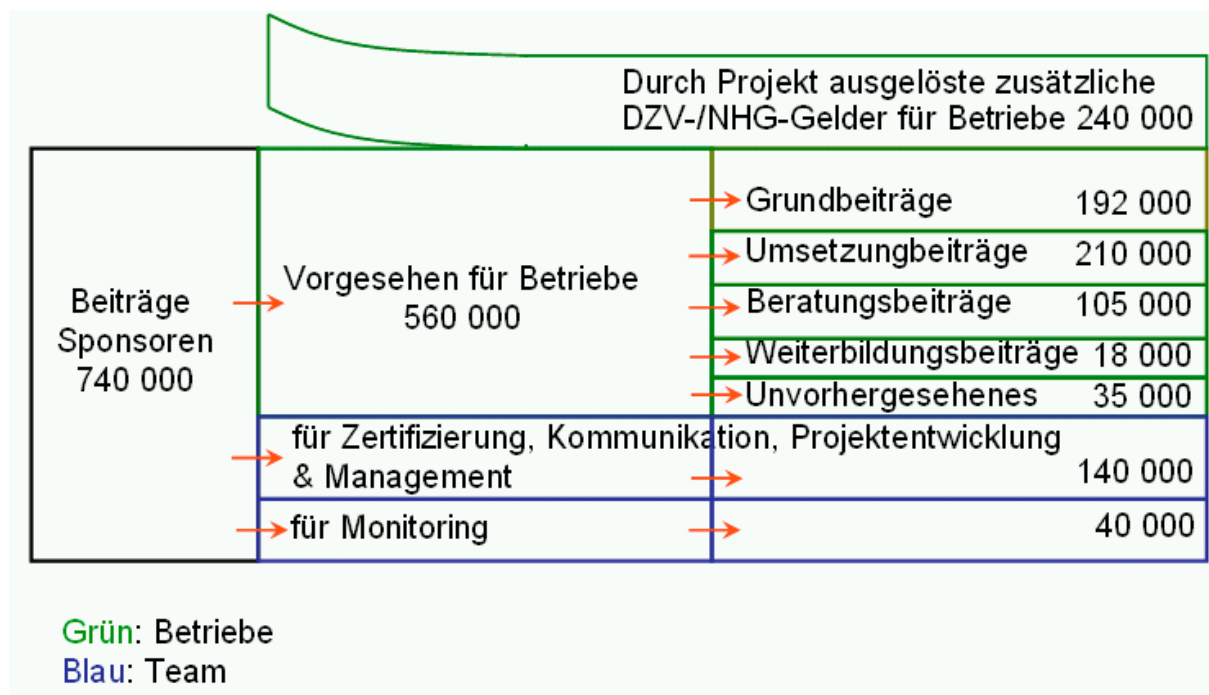 Durch Projekt ausgelöste zusätzliche
DZV-/NHG-Gelder für Betriebe 240 000
Beiträge
Sponsoren
740 000
Vorgesehen für Betriebe
560 000
Grundbeiträge 192 000
Umsetzungbeiträge 210 000
Beratungsbeiträge 105 000
Weiterbildungsbeiträge 18 000
Unvorhergesehenes 35 000
für Zertifizierung, Kommunikation, Projektentwicklung
& Management 140 000
für Monitoring 40 000
Grün: Betriebe
Blau: Team